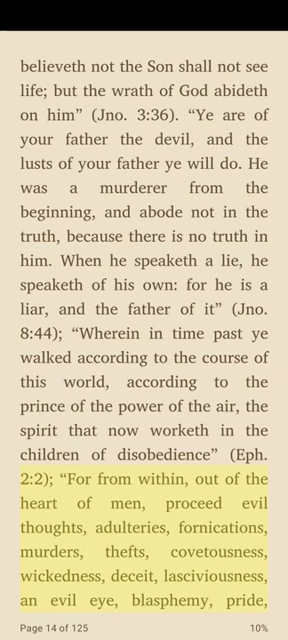 believeth not the Son shall not see
life; but the wrath of God abideth
on him” (Jno. 3:36). “Ye are of
your father the devil, and the
lusts of your father ye will do. He
was a murderer from the
beginning, and abode not in the
truth, because there is no truth in
him. When he speaketh a lie, he
speaketh of his own: for he is a
liar, and the father of it” (Jno.
8:44); “Wherein in time past ye
walked according to the course of
this world, according to the
prince of the power of the air, the
spirit that now worketh in the
children of disobedience” (Eph.
2:2); “For from within, out of the
heart of men, proceed evil
thoughts, adulteries, fornications,
murders, thefts, covetousness,
wickedness, deceit, lasciviousness,
an evil eye, blasphemy, pride,
Page 14 of 125 10%